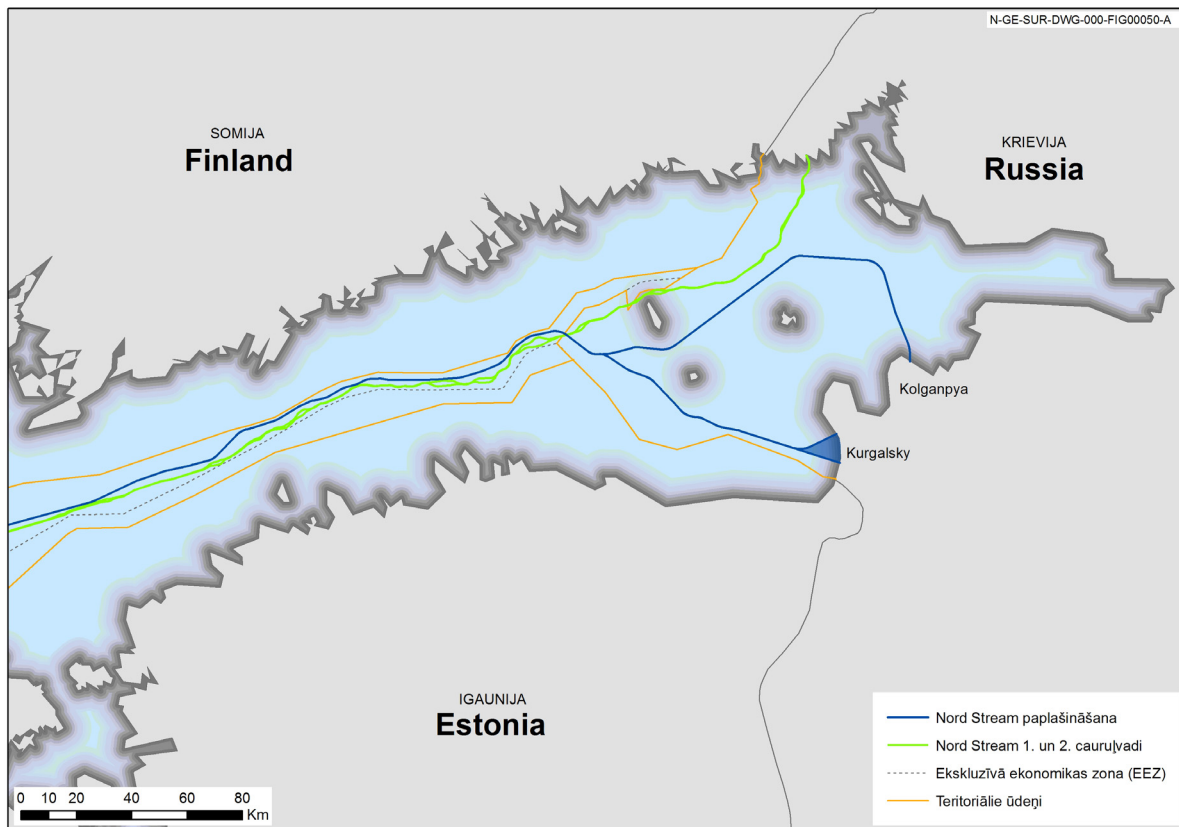 N-GE-SUR-DWG-000-FIG00050-A
SOMIJA
Finland
KRIEVIJA
Russia
Kolganpya
Kurgalsky
IGAUNIJA
Estonia
Nord Stream paplašināšana
Nord Stream 1. un 2. cauruļvadi
Ekskluzīvā ekonomikas zona (EEZ)
Teritoriālie ūdeņi
0 10 20 40 60 80
Km